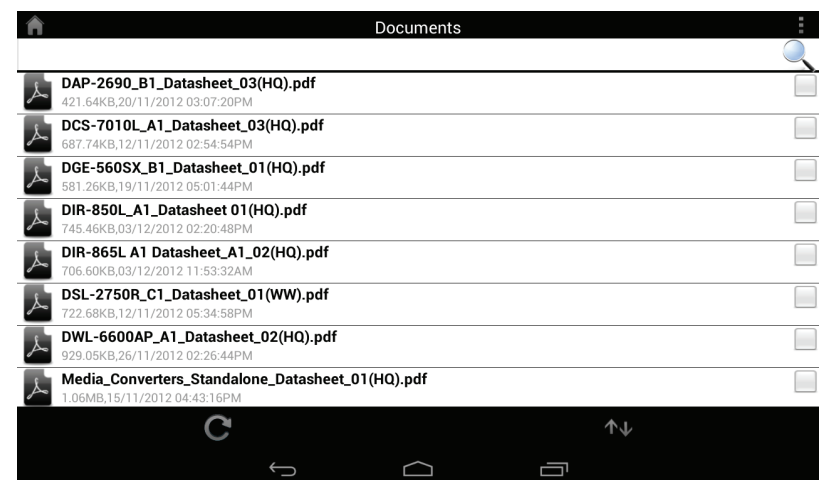 Documents
DAP-2690_B1_Datasheet_03(HQ).pdf
421.64KB,20/11/2012 03:07:20PM
DCS-7010L_A1_Datasheet_03(HQ).pdf
687.74KB,12/11/2012 02:54:54PM
DGE-560SX_B1_Datasheet_01(HQ).pdf
581.26KB,19/11/2012 05:01:44PM
DIR-850L_A1_Datasheet 01(HQ).pdf
745.46KB,03/12/2012 02:20:48PM
DIR-865L A1 Datasheet_A1_02(HQ).pdf
706.60KB,03/12/2012 11:53:32AM
DSL-2750R_C1_Datasheet_01(WW).pdf
722.68KB,12/11/2012 05:34:58PM
DWL-6600AP_A1_Datasheet_02(HQ).pdf
929.05KB,26/11/2012 02:26:44PM
Media_Converters_Standalone_Datasheet_01(HQ).pdf
1.06MB,15/11/2012 04:43:16PM